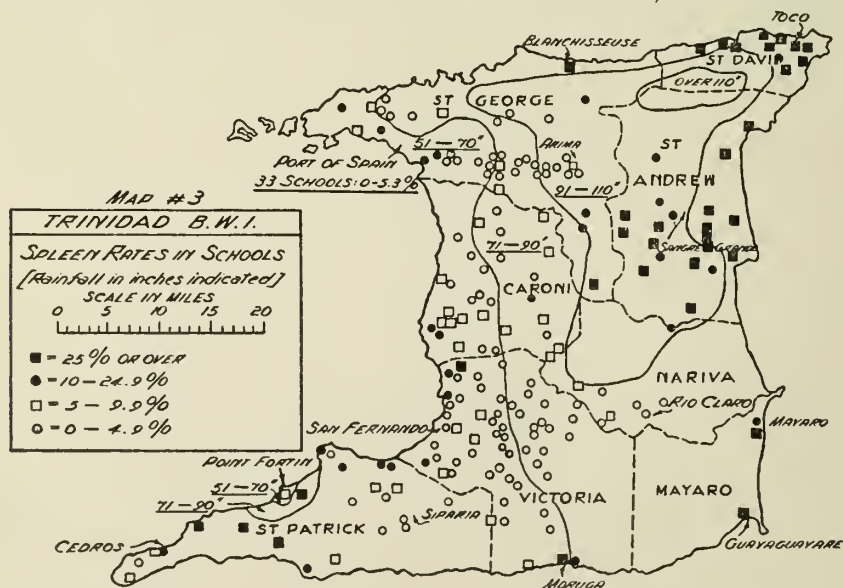 TOCO
BLANCHISSEUSE
ST DAVID
OVER 110"
ST GEORGE
51-70"
PORT OF SPAIN
ARIMA
ST ANDREW
33 SCHOOLS: 0-5.3%
91-110"
MAP #3
TRINIDAD B.W.I.
SPLEEN RATES IN SCHOOLS
[Rainfall in inches indicated]
SCALE IN MILES
0 5 10 15 20
■ = 25% OR OVER
● = 10-24.9%
□ = 5-9.9%
○ = 0-4.9%
71-90"
SANGRE GRANDE
CARONI
NARIVA
RIO CLARO
SAN FERNANDO
MAYARO
POINT FORTIN
51-70"
71-90"
VICTORIA
MAYARO
SIPARIA
ST PATRICK
CEDROS
GUAYAGUAYARE
MORUGA